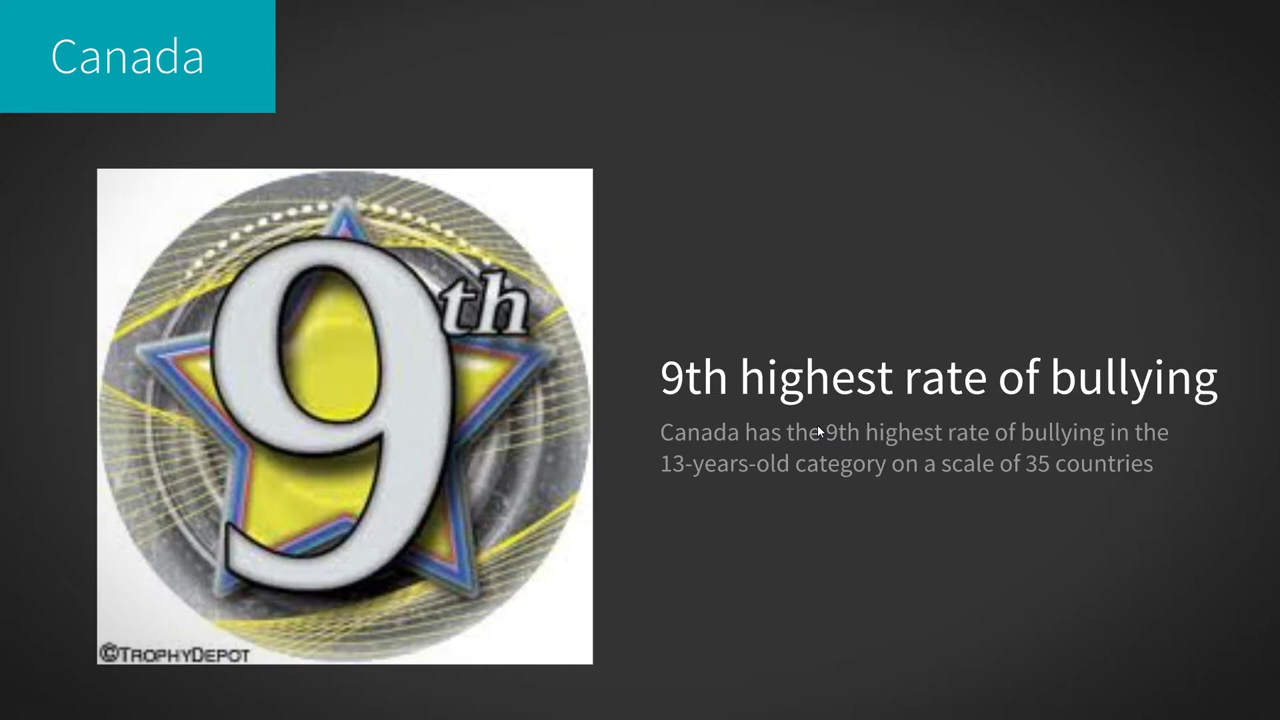 Canada
9th
©TROPHYDEPOT
9th highest rate of bullying
Canada has the 9th highest rate of bullying in the
13-years-old category on a scale of 35 countries